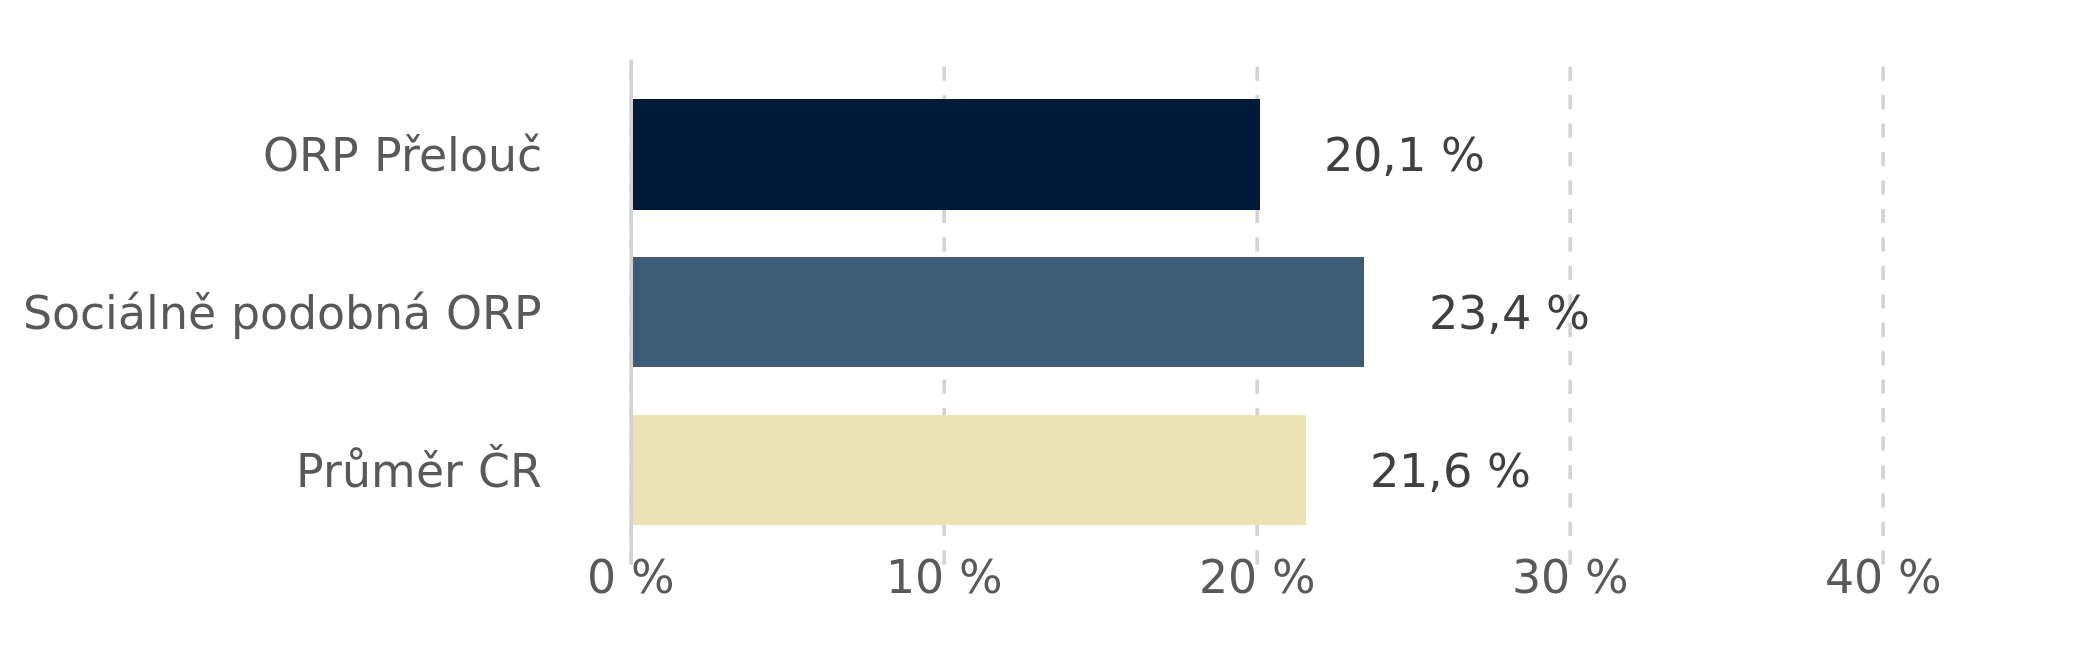 ORP Přelouč 20,1 %
Sociálně podobná ORP 23,4 %
Průměr ČR 21,6 %
0 % 10 % 20 % 30 % 40 %